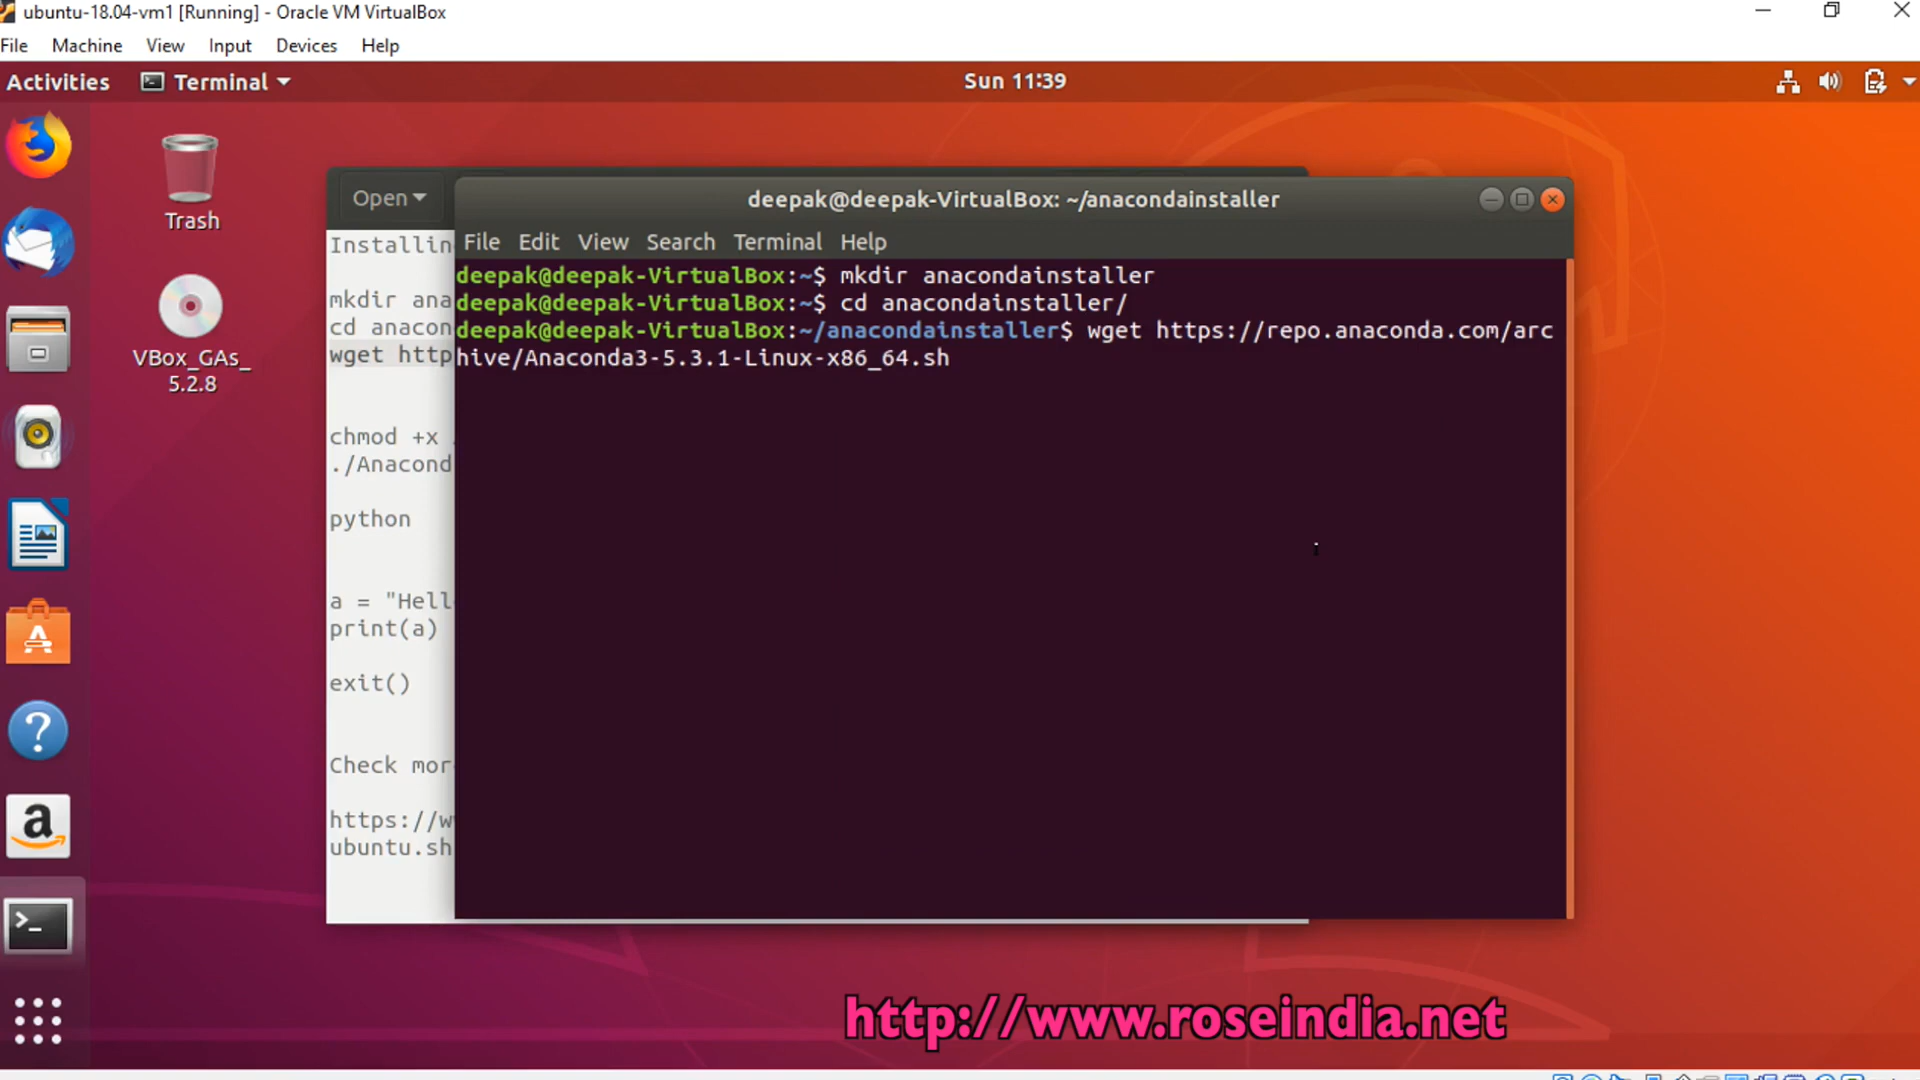 ubuntu-18.04-vm1 [Running] - Oracle VM VirtualBox
File Machine View Input Devices Help
Activities Terminal Sun 11:39
Trash
VBox_GAs_
5.2.8
Open
Installin
mkdir ana
cd anacon
wget http
chmod +x .
./Anacond
python
a = "Hell
print(a)
exit()
Check mor
https://w
ubuntu.sh
deepak@deepak-VirtualBox: ~/anacondainstaller
File Edit View Search Terminal Help
deepak@deepak-VirtualBox:~$ mkdir anacondainstaller
deepak@deepak-VirtualBox:~$ cd anacondainstaller/
deepak@deepak-VirtualBox:~/anacondainstaller$ wget https://repo.anaconda.com/arc
hive/Anaconda3-5.3.1-Linux-x86_64.sh
http://www.roseindia.net